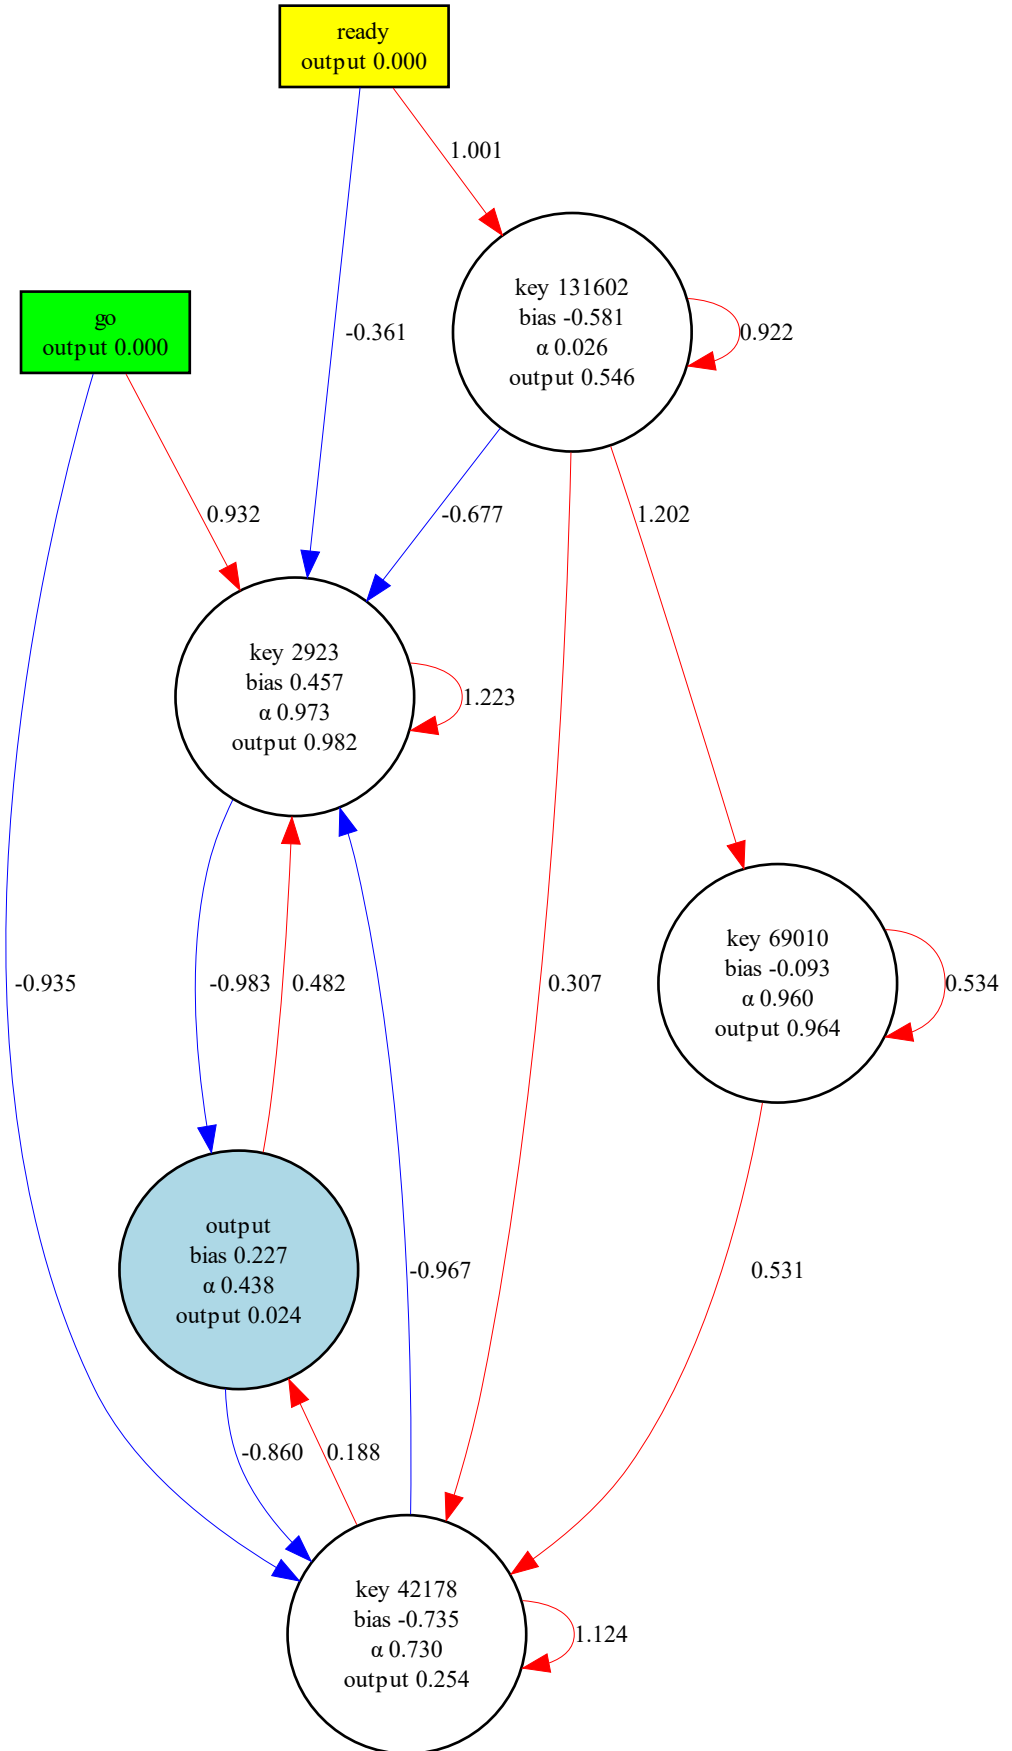 ready
output 0.000
1.001
key 131602
bias -0.581
α 0.026
output 0.546
0.922
go
output 0.000
-0.361
0.932
-0.677
1.202
key 2923
bias 0.457
α 0.973
output 0.982
1.223
key 69010
bias -0.093
α 0.960
output 0.964
0.534
-0.935
-0.983
0.482
0.307
output
bias 0.227
α 0.438
output 0.024
-0.967
0.531
-0.860
0.188
key 42178
bias -0.735
α 0.730
output 0.254
1.124